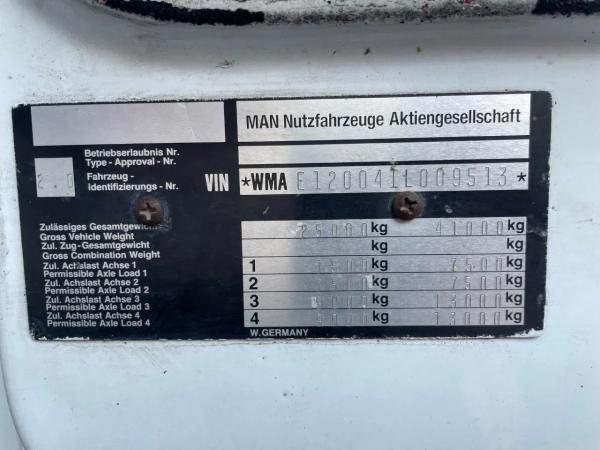 MAN Nutzfahrzeuge Aktiengesellschaft
Betriebserlaubnis Nr.
Type - Approval - Nr.
2.0 Fahrzeug - Identifizierungs - Nr. VIN *WMA E120041L009513*
Zulässiges Gesamtgewicht
Gross Vehicle Weight 25000 kg 41000 kg
Zul. Zug-Gesamtgewicht
Gross Combination Weight kg kg
Zul. Achslast Achse 1
Permissible Axle Load 1 1 kg 7500 kg
Zul. Achslast Achse 2
Permissible Axle Load 2 2 kg 7500 kg
Zul. Achslast Achse 3
Permissible Axle Load 3 3 kg 13000 kg
Zul. Achslast Achse 4
Permissible Axle Load 4 4 kg 13000 kg
W. GERMANY